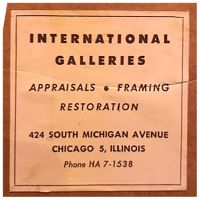 INTERNATIONAL
GALLERIES
APPRAISALS • FRAMING
RESTORATION
424 SOUTH MICHIGAN AVENUE
CHICAGO 5, ILLINOIS
Phone HA 7-1538